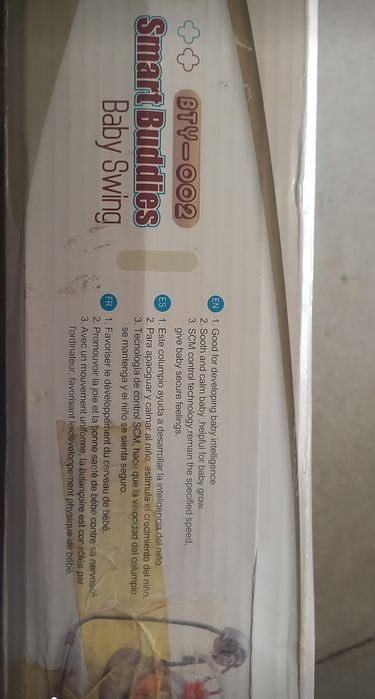 BTY-002
Smart Buddies
Baby Swing
EN 1. Good for developing baby intelligence
2. Sooth and calm baby ,helpful for baby grow.
3. SCM control technology,remain the specified speed,
give baby secure feelings.
ES 1. Este columpio ayuda a desarrollar la inteligencia del niño.
2. Para apaciguar y calmar al niño, estimula el crecimiento del niño.
3. Tecnologia de control SCM, hace que la velocidad del columpio
se mantenga y el niño se sienta seguro.
FR 1. Favoriser le développement du cerveau de bébé.
2. Promouvoir la joie et la bonne santé de bébé contre sa nervosité
3. Avec un mouvement uniforme, la balançoire est contrôlée par
l'ordinateur, favorisant le développement physique de bébé.